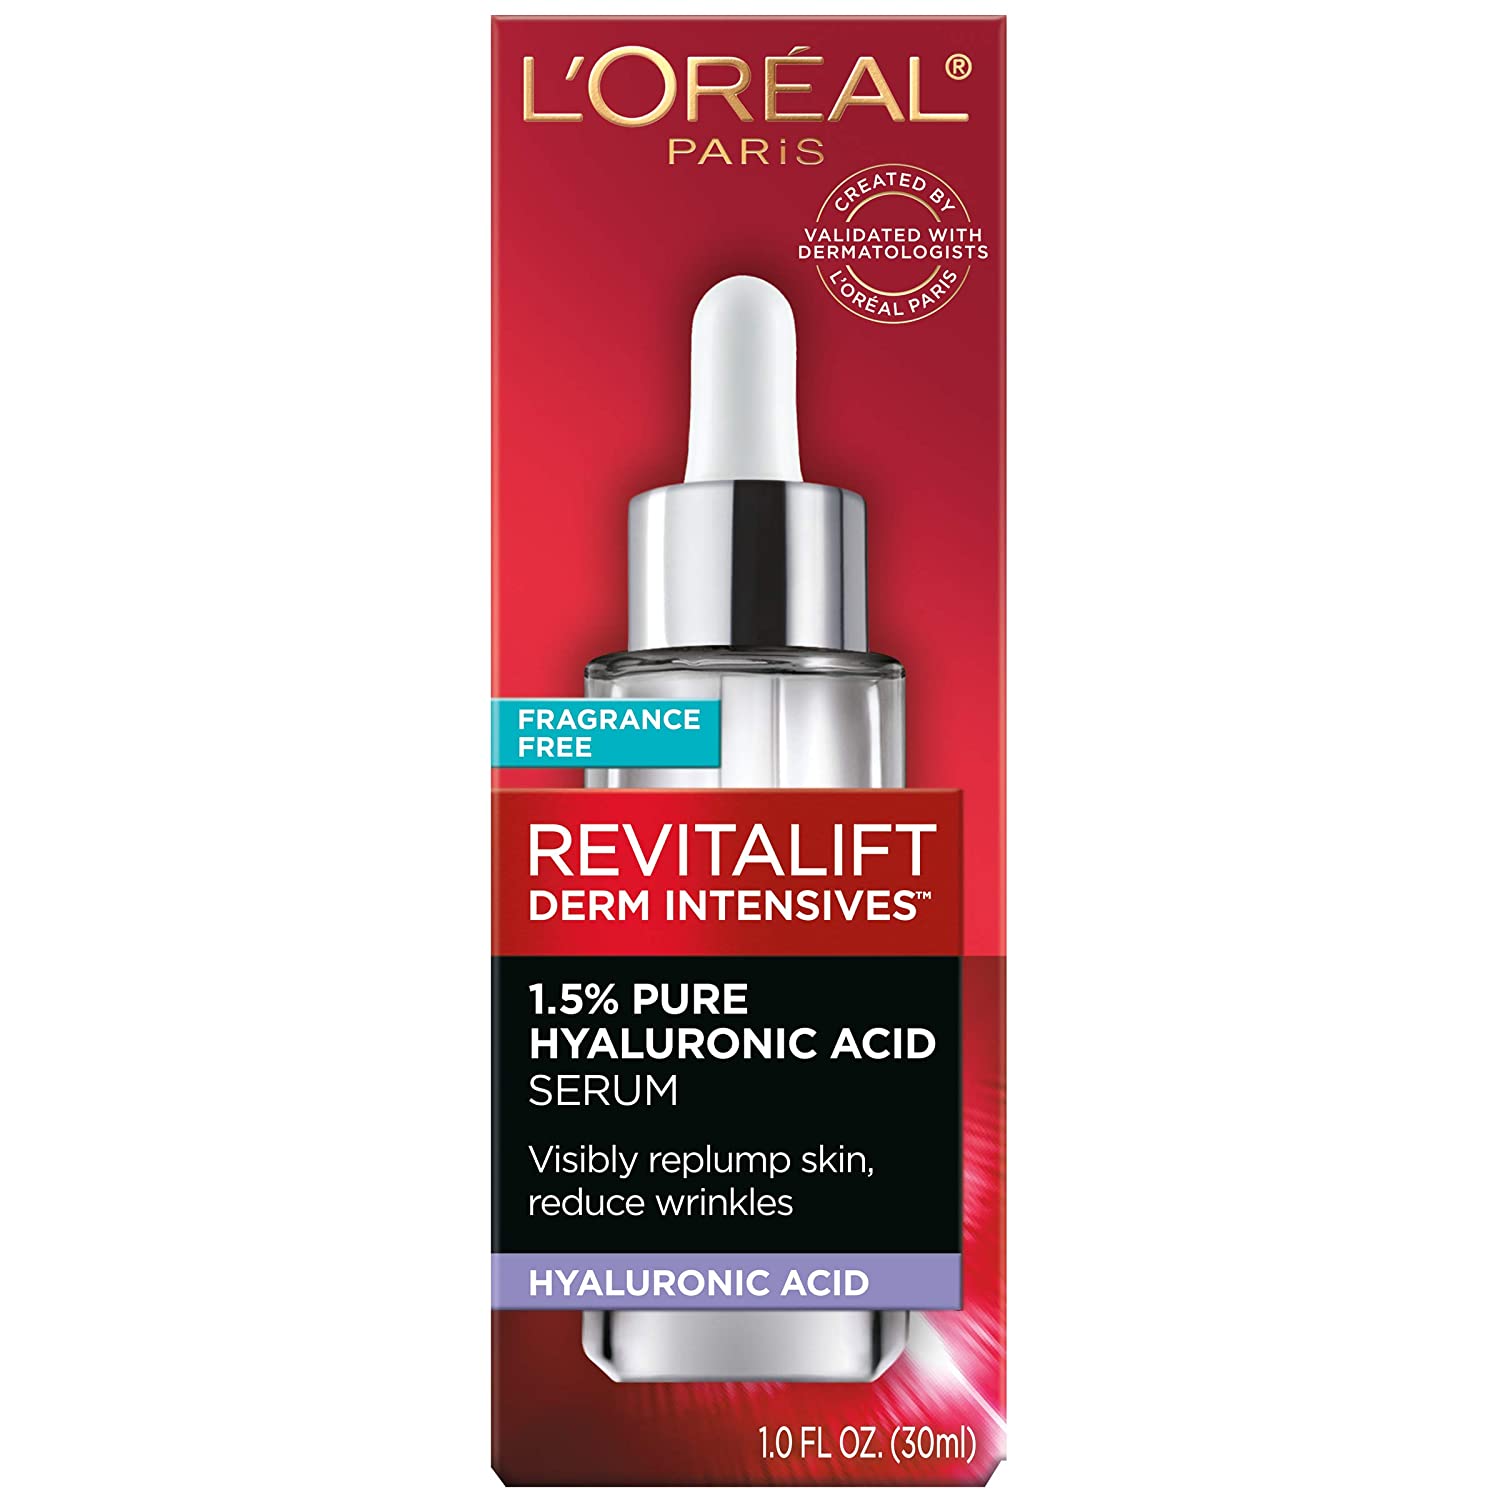 L'ORÉAL®
PARiS
CREATED BY
VALIDATED WITH
DERMATOLOGISTS
L'ORÉAL PARIS
FRAGRANCE
FREE
REVITALIFT
DERM INTENSIVES™
1.5% PURE
HYALURONIC ACID
SERUM
Visibly replump skin,
reduce wrinkles
HYALURONIC ACID
1.0 FL OZ. (30ml)